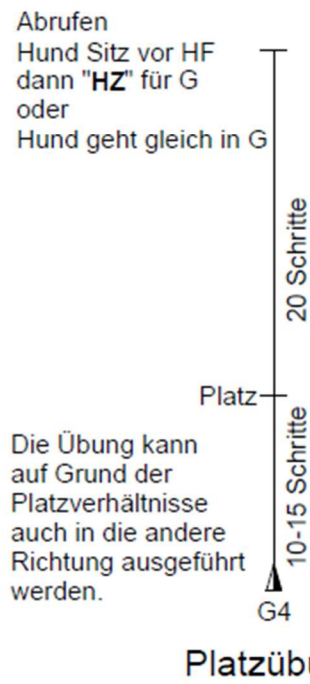 Abrufen
Hund Sitz vor HF
dann "HZ" für G
oder
Hund geht gleich in G
20 Schritte
Platz
10-15 Schritte
Die Übung kann
auf Grund der
Platzverhältnisse
auch in die andere
Richtung ausgeführt
werden.
G4